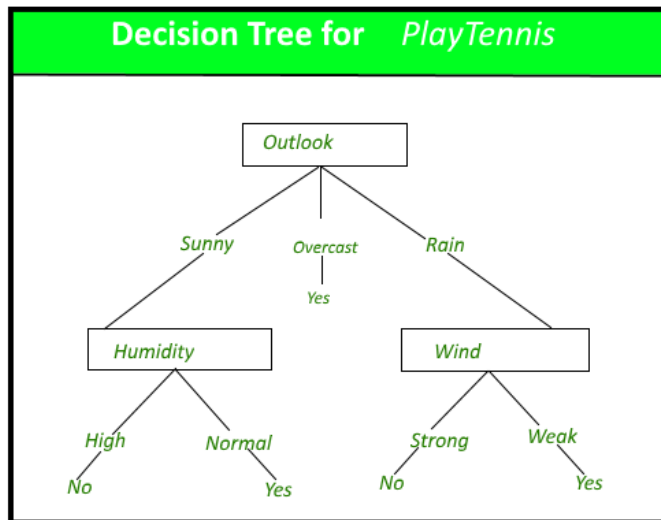 Decision Tree for PlayTennis
Outlook
Sunny
Overcast
Rain
Yes
Humidity
Wind
High
Normal
Strong
Weak
No
Yes
No
Yes